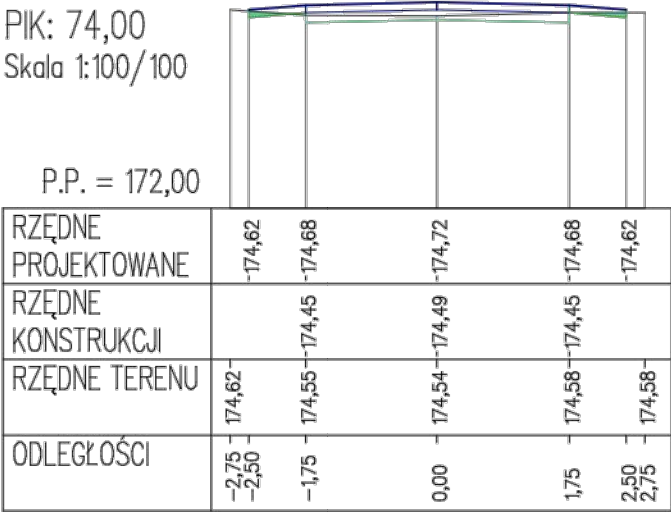 PIK: 74,00
Skala 1:100/100
P.P. = 172,00
RZĘDNE
PROJEKTOWANE
174,62 174,68 174,72 174,68 174,62
RZĘDNE
KONSTRUKCJI
174,45 174,49 174,45
RZĘDNE TERENU
174,62 174,55 174,54 174,58 174,58
ODLEGŁOŚCI
-2,75 -2,50 -1,75 0,00 1,75 2,50 2,75